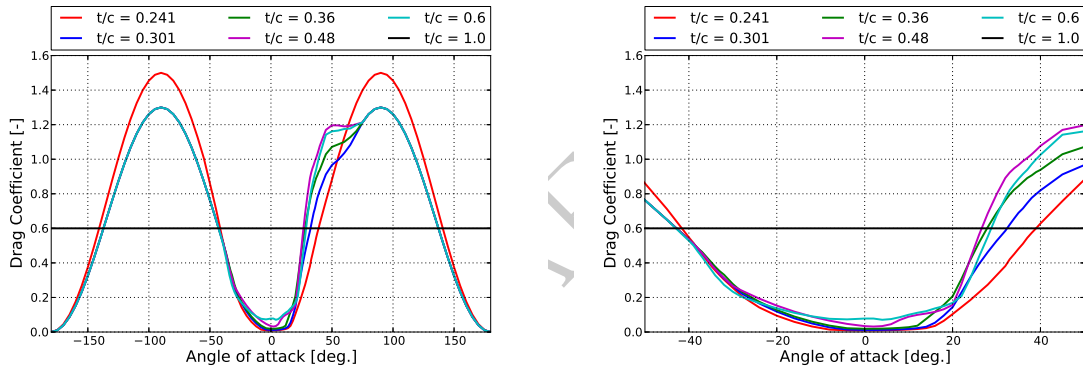 t/c = 0.241 t/c = 0.36 t/c = 0.6
t/c = 0.301 t/c = 0.48 t/c = 1.0
1.6
1.4
1.2
1.0
0.8
0.6
0.4
0.2
0.0
Drag Coefficient [-]
−150 −100 −50 0 50 100 150
Angle of attack [deg.]
t/c = 0.241 t/c = 0.36 t/c = 0.6
t/c = 0.301 t/c = 0.48 t/c = 1.0
1.6
1.4
1.2
1.0
0.8
0.6
0.4
0.2
0.0
Drag Coefficient [-]
−40 −20 0 20 40
Angle of attack [deg.]